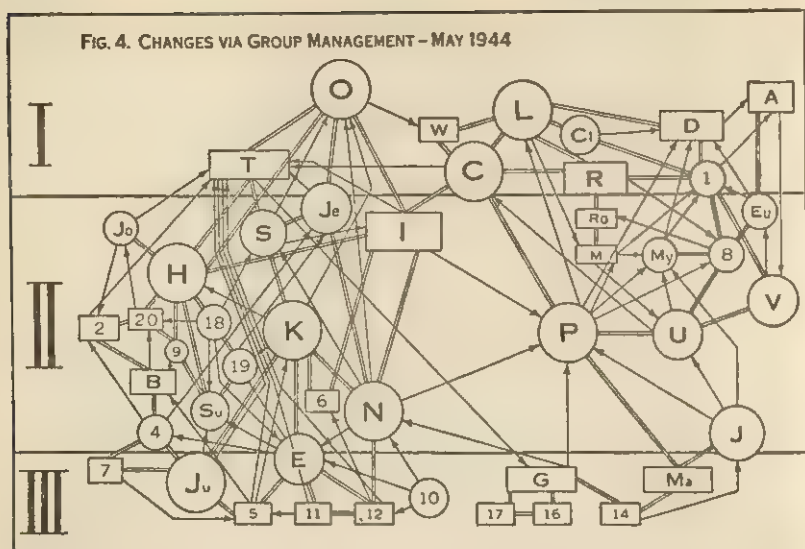 FIG. 4. CHANGES VIA GROUP MANAGEMENT – MAY 1944
I
O
W
L
C1
D
A
T
C
R
1
II
Jo
S
Je
I
Ro
M
My
8
Eu
H
V
2
20
18
K
P
U
9
19
B
Su
6
N
4
J
III
7
Ju
E
G
Ma
5
11
12
10
17
16
14